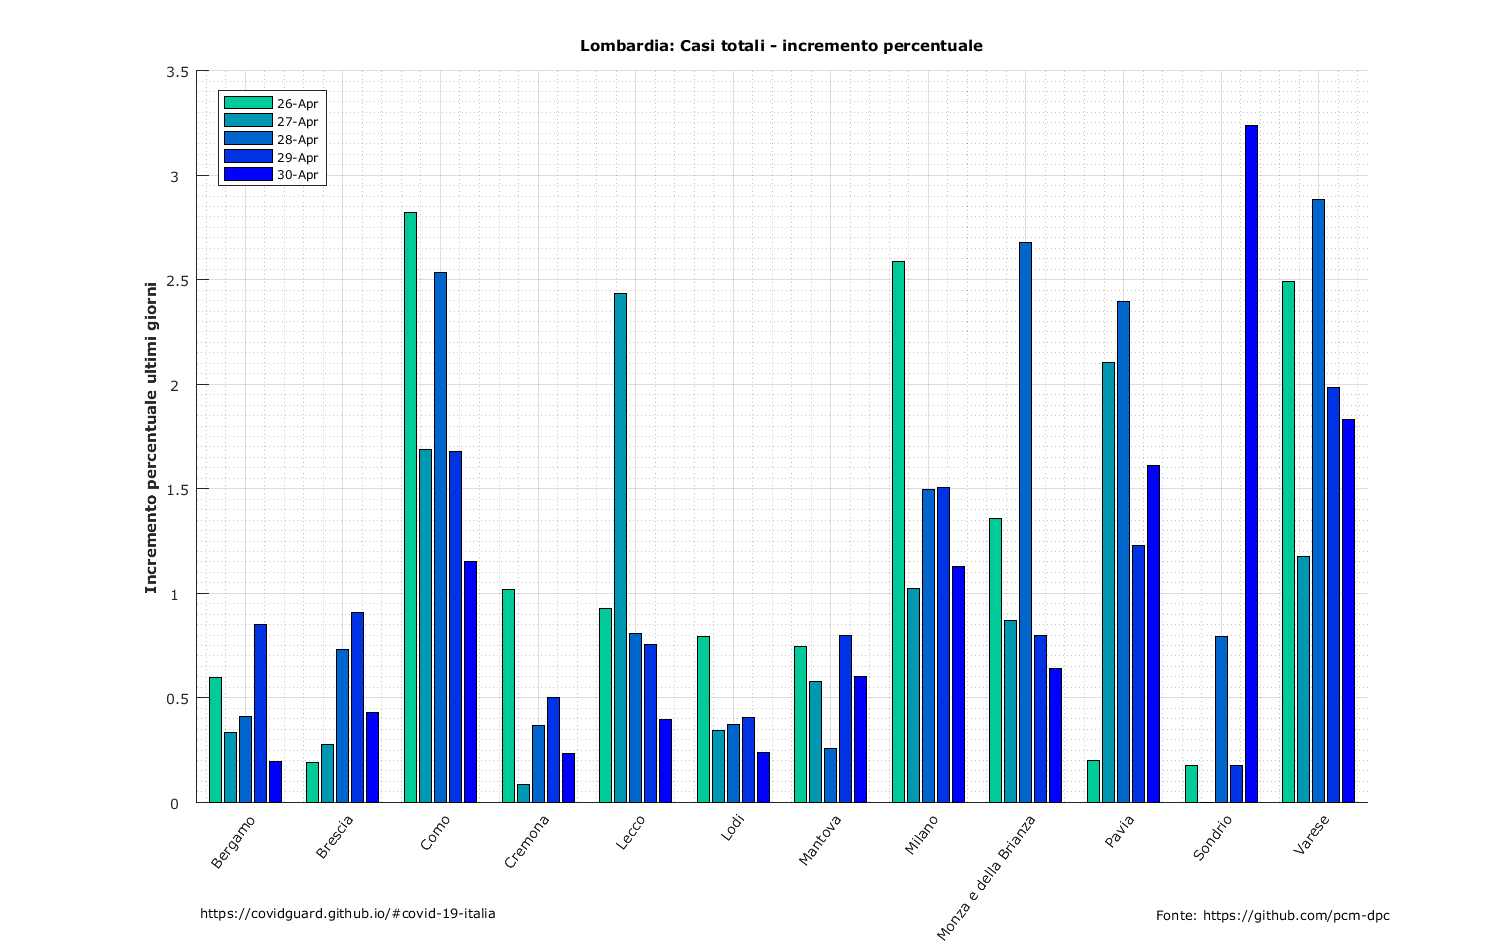 Lombardia: Casi totali - incremento percentuale
3.5
3
2.5
2
1.5
1
0.5
0
Incremento percentuale ultimi giorni
26-Apr
27-Apr
28-Apr
29-Apr
30-Apr
Bergamo
Brescia
Como
Cremona
Lecco
Lodi
Mantova
Milano
Monza e della Brianza
Pavia
Sondrio
Varese
https://covidguard.github.io/#covid-19-italia
Fonte: https://github.com/pcm-dpc